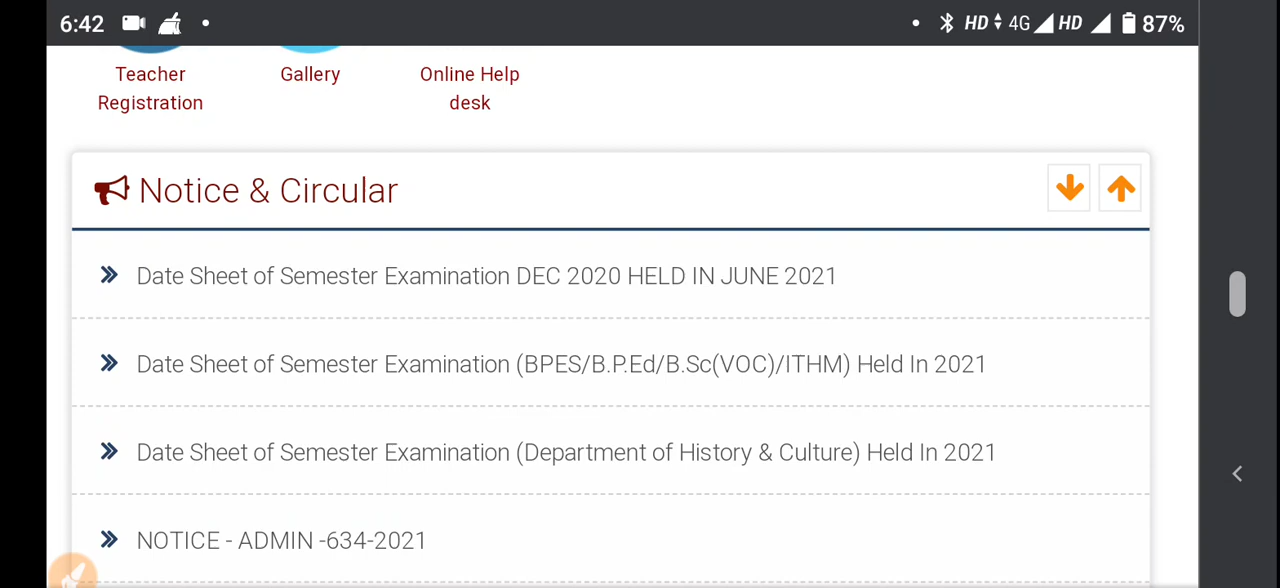 6:42
HD 4G HD 87%
Teacher
Registration
Gallery
Online Help
desk
Notice & Circular
Date Sheet of Semester Examination DEC 2020 HELD IN JUNE 2021
Date Sheet of Semester Examination (BPES/B.P.Ed/B.Sc(VOC)/ITHM) Held In 2021
Date Sheet of Semester Examination (Department of History & Culture) Held In 2021
NOTICE - ADMIN -634-2021